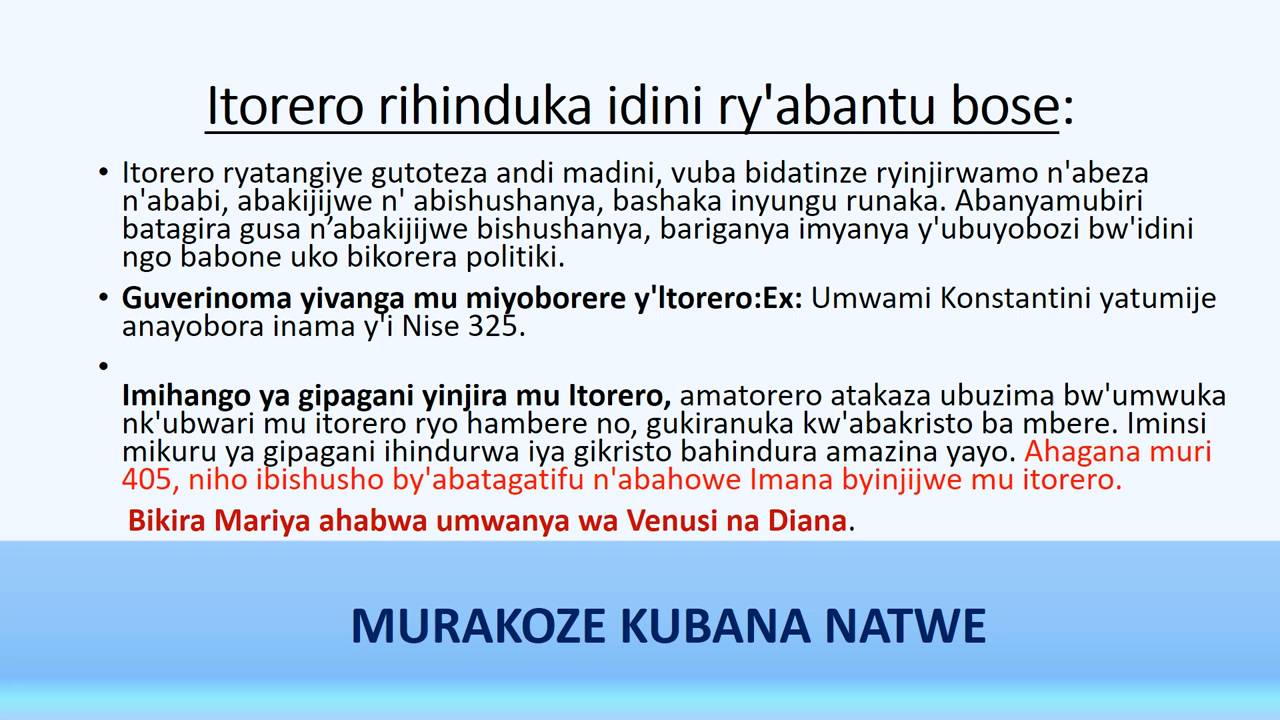 Itorero rihinduka idini ry'abantu bose:
• Itorero ryatangiye gutoteza andi madini, vuba bidatinze ryinjirwamo n'abeza
n'ababi, abakijijwe n' abishushanya, bashaka inyungu runaka. Abanyamubiri
batagira gusa n’abakijijwe bishushanya, bariganya imyanya y'ubuyobozi bw'idini
ngo babone uko bikorera politiki.
• Guverinoma yivanga mu miyoborere y'Itorero:Ex: Umwami Konstantini yatumije
anayobora inama y'i Nise 325.
•
Imihango ya gipagani yinjira mu Itorero, amatorero atakaza ubuzima bw'umwuka
nk'ubwari mu itorero ryo hambere no, gukiranuka kw'abakristo ba mbere. Iminsi
mikuru ya gipagani ihindurwa iya gikristo bahindura amazina yayo. Ahagana muri
405, niho ibishusho by'abatagatifu n'abahowe Imana byinjijwe mu itorero.
Bikira Mariya ahabwa umwanya wa Venusi na Diana.
MURAKOZE KUBANA NATWE